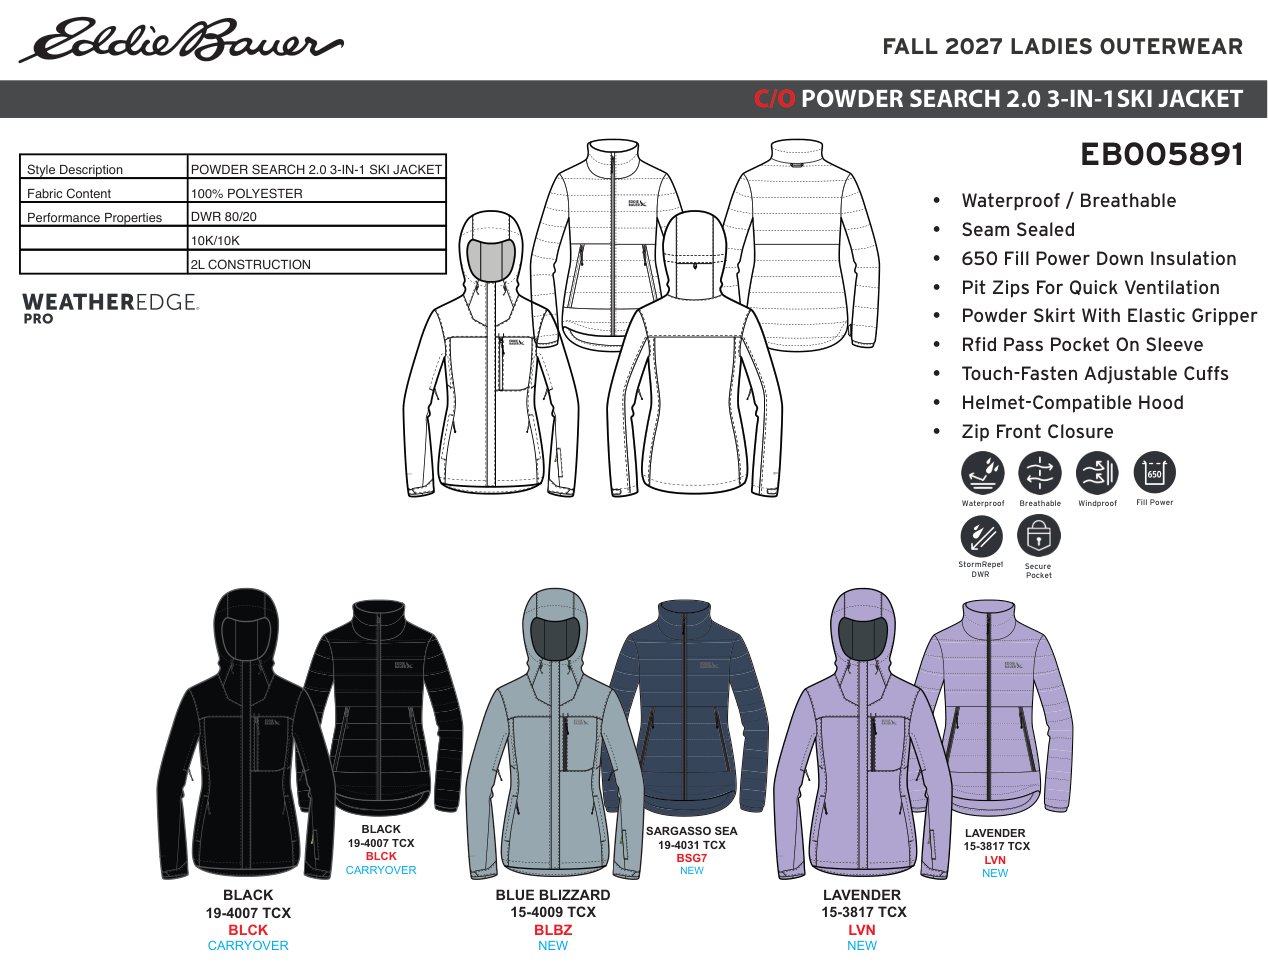 Eddie Bauer
FALL 2027 LADIES OUTERWEAR
C/O POWDER SEARCH 2.0 3-IN-1SKI JACKET
EB005891
Style Description POWDER SEARCH 2.0 3-IN-1 SKI JACKET
Fabric Content 100% POLYESTER
Performance Properties DWR 80/20
10K/10K
2L CONSTRUCTION
WEATHEREDGE®
PRO
• Waterproof / Breathable
• Seam Sealed
• 650 Fill Power Down Insulation
• Pit Zips For Quick Ventilation
• Powder Skirt With Elastic Gripper
• Rfid Pass Pocket On Sleeve
• Touch-Fasten Adjustable Cuffs
• Helmet-Compatible Hood
• Zip Front Closure
650
Waterproof Breathable Windproof Fill Power
StormRepel
DWR
Secure
Pocket
EDDIE
BAUER
EDDIE
BAUER
BLACK
19-4007 TCX
BLCK
CARRYOVER
SARGASSO SEA
19-4031 TCX
BSG7
NEW
LAVENDER
15-3817 TCX
LVN
NEW
BLACK
19-4007 TCX
BLCK
CARRYOVER
BLUE BLIZZARD
15-4009 TCX
BLBZ
NEW
LAVENDER
15-3817 TCX
LVN
NEW